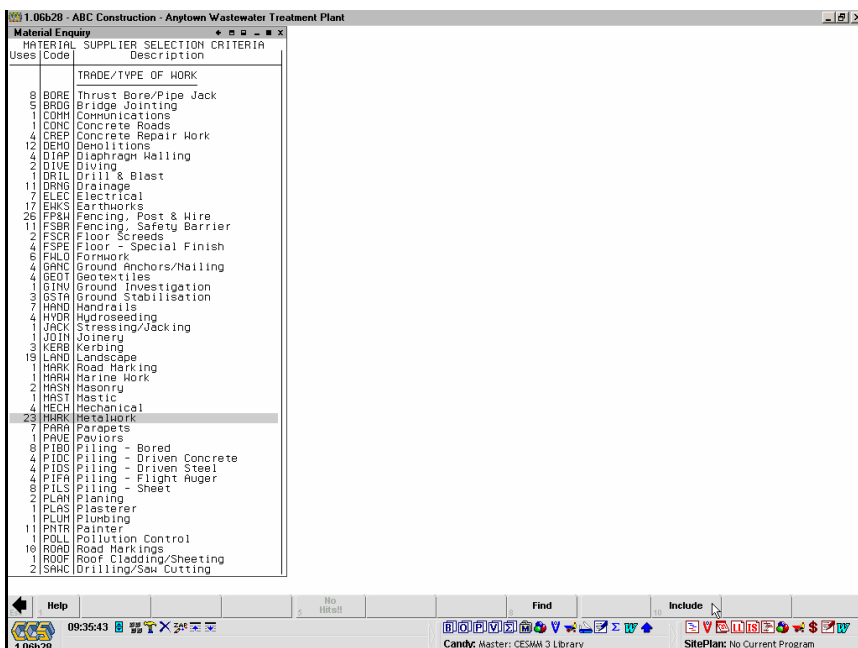 1.06b28 - ABC Construction - Anytown Wastewater Treatment Plant
Material Enquiry
MATERIAL SUPPLIER SELECTION CRITERIA
Uses Code Description
TRADE/TYPE OF WORK
8 BORE Thrust Bore/Pipe Jack
5 BRDG Bridge Jointing
1 COMM Communications
1 CONC Concrete Roads
4 CREP Concrete Repair Work
12 DEMO Demolitions
4 DIAP Diaphragm Walling
2 DIVE Diving
1 DRIL Drill & Blast
11 DRNG Drainage
7 ELEC Electrical
17 EWKS Earthworks
26 FP&W Fencing, Post & Wire
11 FSBR Fencing, Safety Barrier
2 FSCR Floor Screeds
4 FSPE Floor - Special Finish
6 FWLO Formwork
4 GANC Ground Anchors/Nailing
4 GEOT Geotextiles
1 GINV Ground Investigation
3 GSTA Ground Stabilisation
7 HAND Handrails
4 HYDR Hydroseeding
1 JACK Stressing/Jacking
1 JOIN Joinery
3 KERB Kerbing
19 LAND Landscape
1 MARK Road Marking
1 MARW Marine Work
2 MASN Masonry
1 MAST Mastic
4 MECH Mechanical
23 MWRK Metalwork
7 PARA Parapets
1 PAVE Paviors
8 PIBO Piling - Bored
4 PIDC Piling - Driven Concrete
4 PIDS Piling - Driven Steel
4 PIFA Piling - Flight Auger
8 PILS Piling - Sheet
2 PLAN Planing
1 PLAS Plasterer
1 PLUM Plumbing
11 PNTR Painter
1 POLL Pollution Control
10 ROAD Road Markings
1 ROOF Roof Cladding/Sheeting
2 SAWC Drilling/Saw Cutting
1 Help
5 No Hits!!
9 Find
10 Include
CCS 09:35:43 B O P V Σ M
1.06b28 Candy: Master: CESMM 3 Library SitePlan: No Current Program